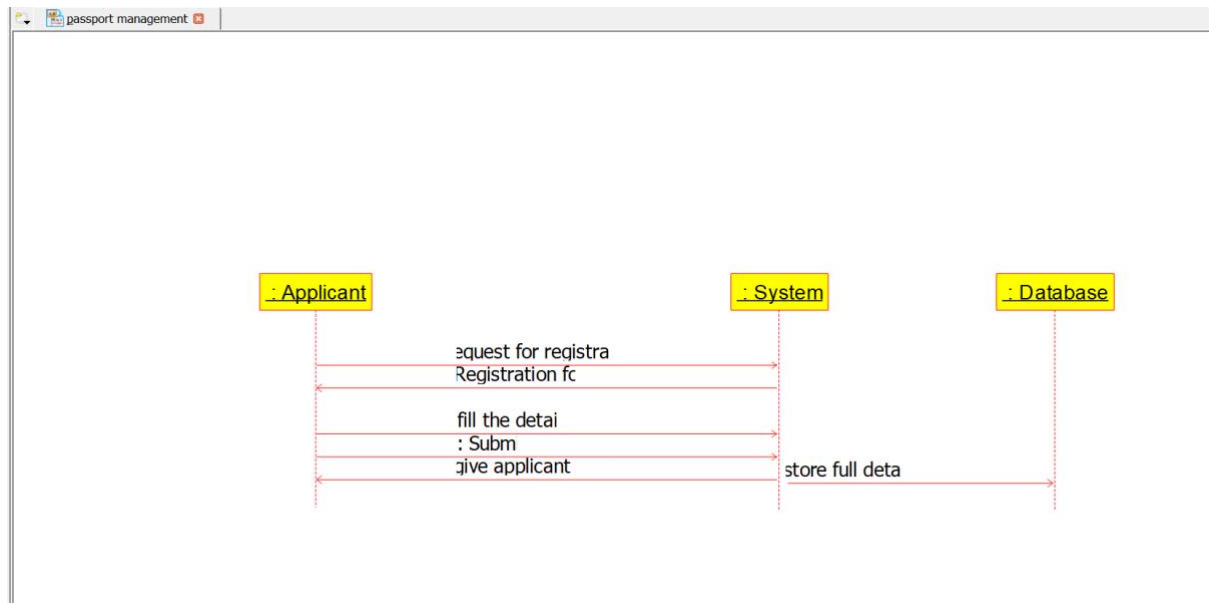 passport management
: Applicant
: System
: Database
equest for registra
Registration fc
fill the detai
: Subm
give applicant
store full deta